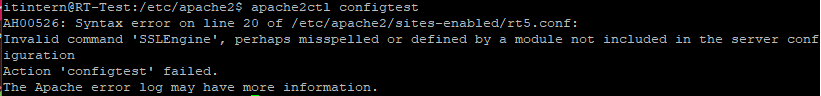 itintern@RT-Test:/etc/apache2$ apache2ctl configtest
AH00526: Syntax error on line 20 of /etc/apache2/sites-enabled/rt5.conf:
Invalid command 'SSLEngine', perhaps misspelled or defined by a module not included in the server conf
iguration
Action 'configtest' failed.
The Apache error log may have more information.